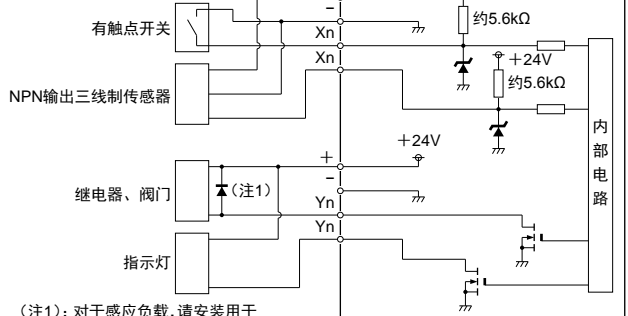 −
有触点开关
Xn
约5.6kΩ
Xn
＋24V
约5.6kΩ
NPN输出三线制传感器
＋24V
＋
−
继电器、阀门
（注1）
Yn
Yn
指示灯
内部电路
（注1）：对于感应负载，请安装用于